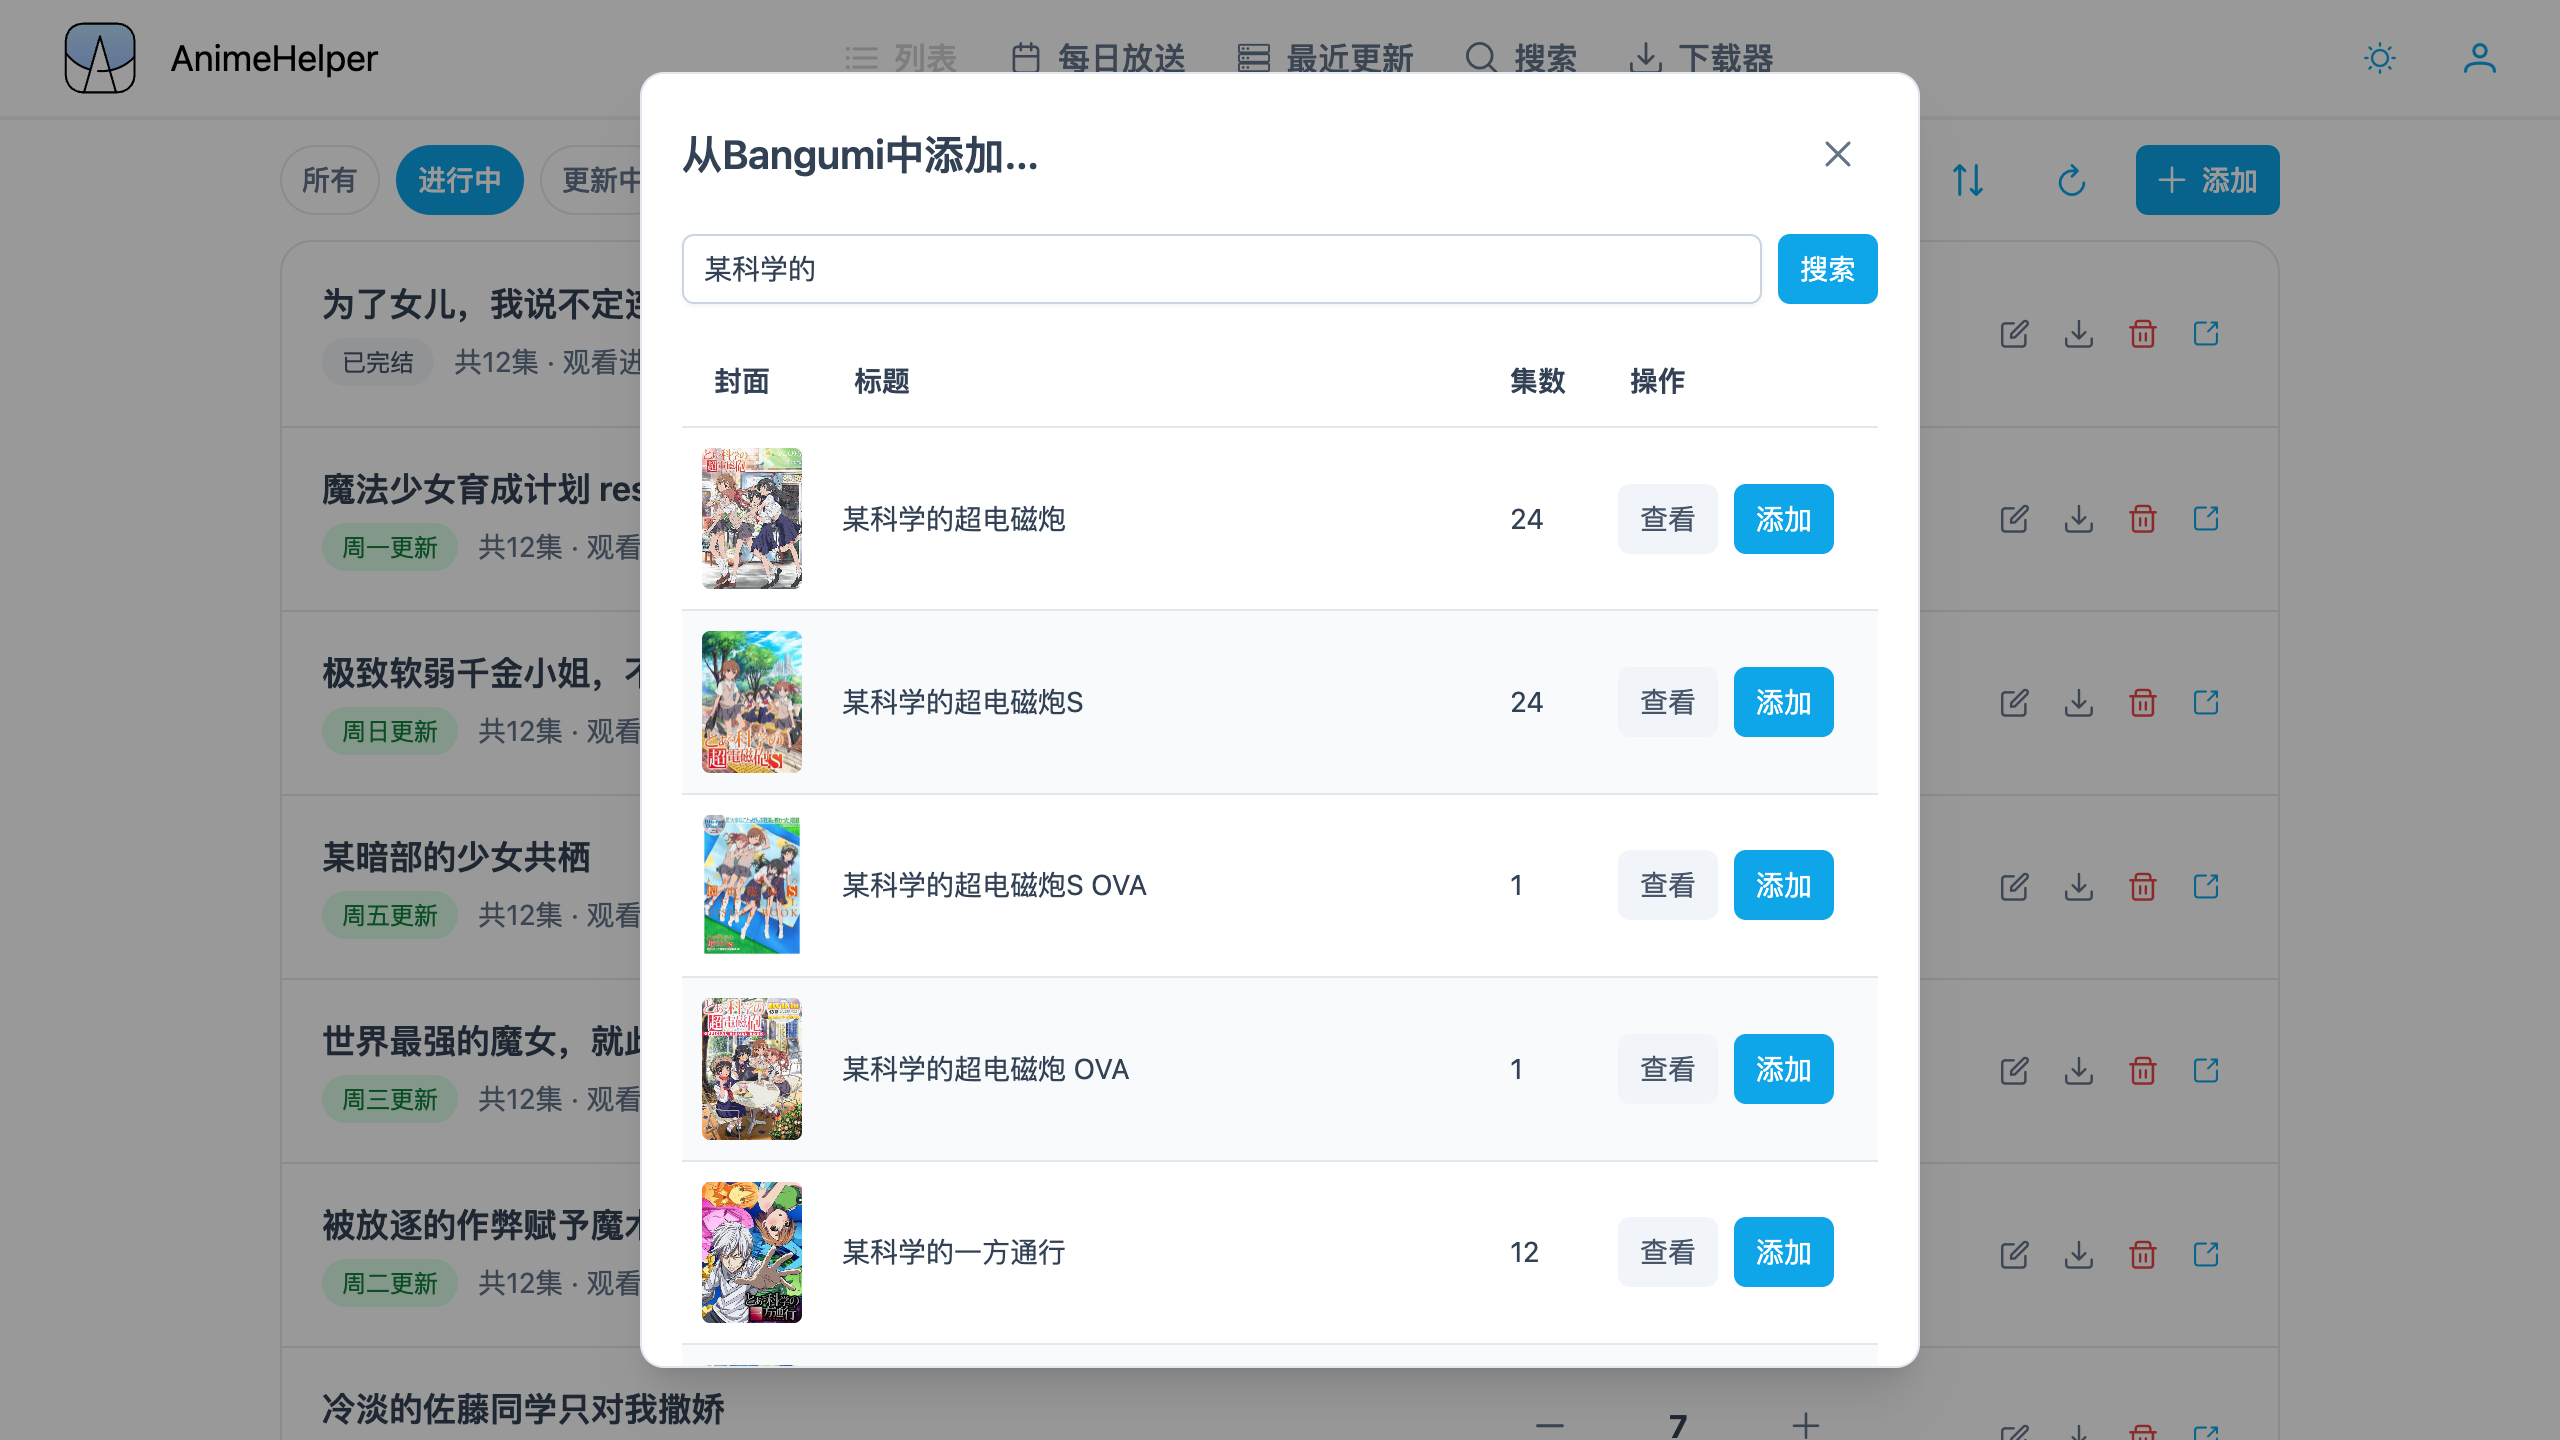 AnimeHelper
列表
每日放送
最近更新
搜索
下载器
所有
进行中
更新中
添加
从Bangumi中添加...
某科学的
搜索
封面
标题
集数
操作
某科学的超电磁炮
24
查看
添加
某科学的超电磁炮S
24
查看
添加
某科学的超电磁炮S OVA
1
查看
添加
某科学的超电磁炮 OVA
1
查看
添加
某科学的一方通行
12
查看
添加
为了女儿，我说不定连
已完结
共12集 · 观看进
魔法少女育成计划 res
周一更新
共12集 · 观看
极致软弱千金小姐，不
周日更新
共12集 · 观看
某暗部的少女共栖
周五更新
共12集 · 观看
世界最强的魔女，就此
周三更新
共12集 · 观看
被放逐的作弊赋予魔术
周二更新
共12集 · 观看
冷淡的佐藤同学只对我撒娇
7